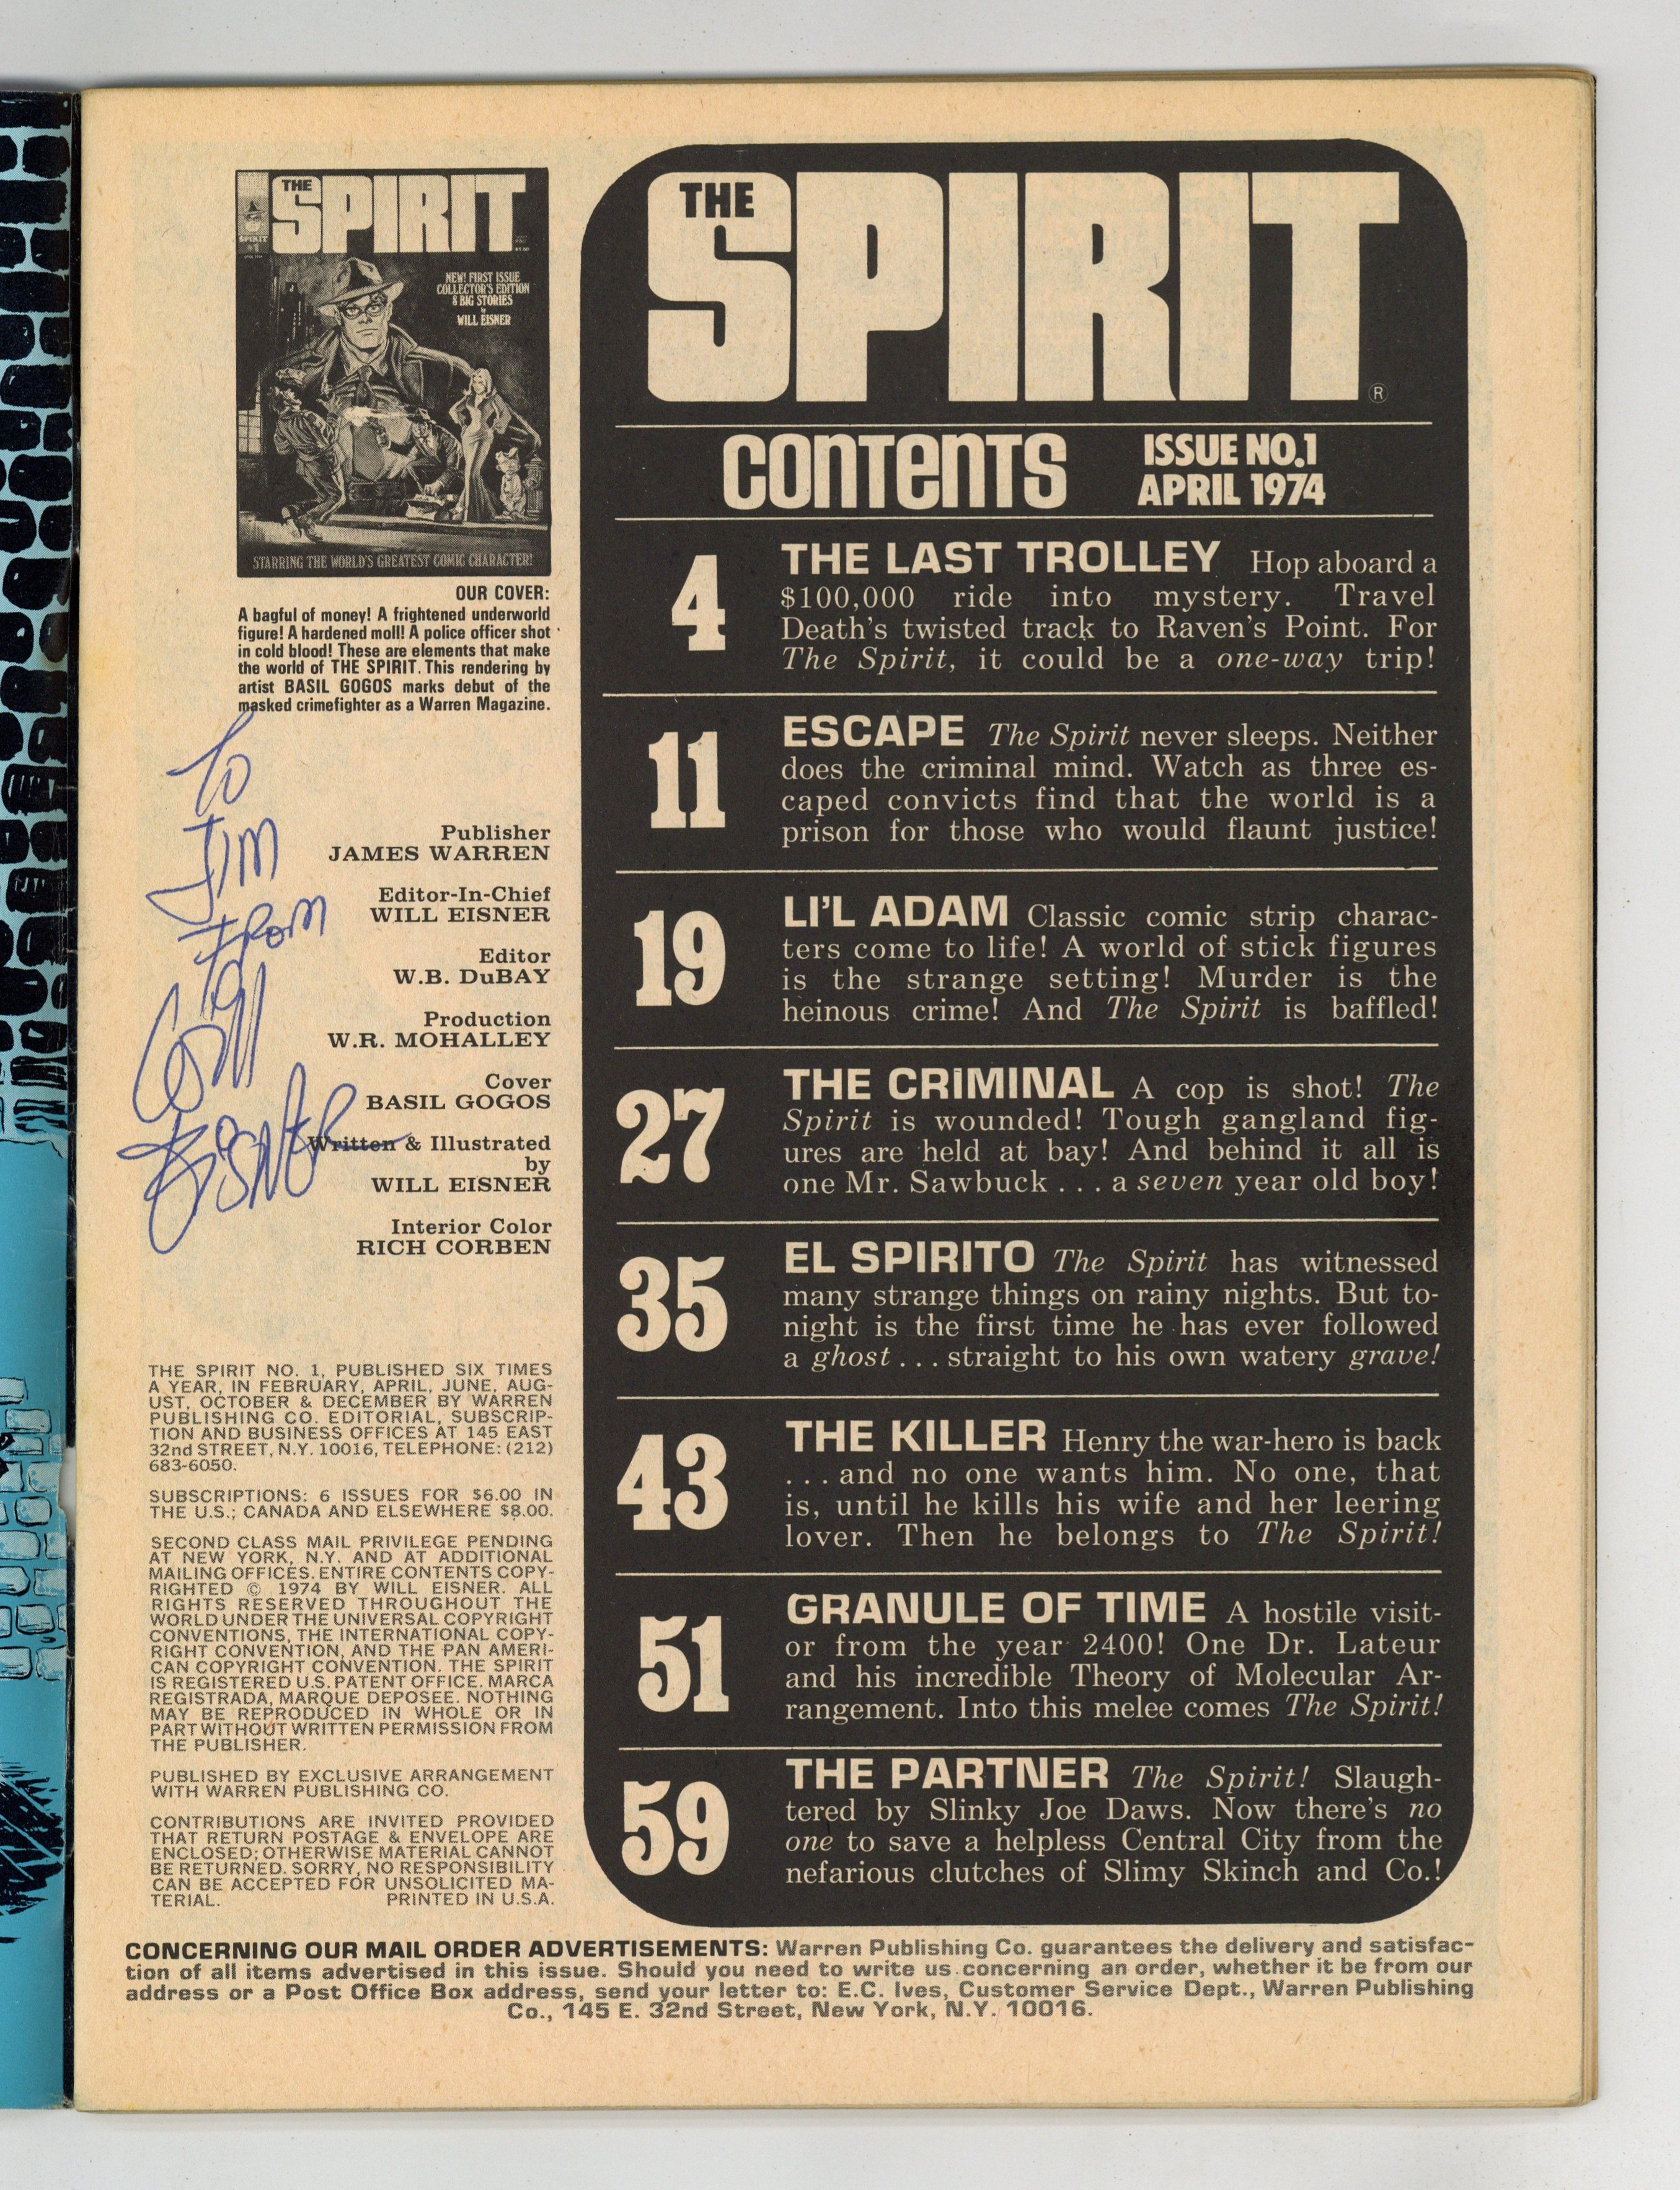 THE
SPIRIT
SPIRIT
#1
NEW! FIRST ISSUE
COLLECTOR'S EDITION
8 BIG STORIES
by
WILL EISNER
STARRING THE WORLD'S GREATEST COMIC CHARACTER!
OUR COVER:
A bagful of money! A frightened underworld
figure! A hardened moll! A police officer shot
in cold blood! These are elements that make
the world of THE SPIRIT. This rendering by
artist BASIL GOGOS marks debut of the
masked crimefighter as a Warren Magazine.
To
Jim
From
Will
Eisner
Publisher
JAMES WARREN
Editor-In-Chief
WILL EISNER
Editor
W.B. DuBAY
Production
W.R. MOHALLEY
Cover
BASIL GOGOS
Written & Illustrated
by
WILL EISNER
Interior Color
RICH CORBEN
THE SPIRIT NO. 1, PUBLISHED SIX TIMES
A YEAR, IN FEBRUARY, APRIL, JUNE, AUG-
UST, OCTOBER & DECEMBER BY WARREN
PUBLISHING CO. EDITORIAL, SUBSCRIP-
TION AND BUSINESS OFFICES AT 145 EAST
32nd STREET, N.Y. 10016, TELEPHONE: (212)
683-6050.
SUBSCRIPTIONS: 6 ISSUES FOR $6.00 IN
THE U.S.; CANADA AND ELSEWHERE $8.00.
SECOND CLASS MAIL PRIVILEGE PENDING
AT NEW YORK, N.Y. AND AT ADDITIONAL
MAILING OFFICES. ENTIRE CONTENTS COPY-
RIGHTED © 1974 BY WILL EISNER. ALL
RIGHTS RESERVED THROUGHOUT THE
WORLD UNDER THE UNIVERSAL COPYRIGHT
CONVENTIONS, THE INTERNATIONAL COPY-
RIGHT CONVENTION, AND THE PAN AMERI-
CAN COPYRIGHT CONVENTION. THE SPIRIT
IS REGISTERED U.S. PATENT OFFICE. MARCA
REGISTRADA, MARQUE DEPOSEE. NOTHING
MAY BE REPRODUCED IN WHOLE OR IN
PART WITHOUT WRITTEN PERMISSION FROM
THE PUBLISHER.
PUBLISHED BY EXCLUSIVE ARRANGEMENT
WITH WARREN PUBLISHING CO.
CONTRIBUTIONS ARE INVITED PROVIDED
THAT RETURN POSTAGE & ENVELOPE ARE
ENCLOSED; OTHERWISE MATERIAL CANNOT
BE RETURNED. SORRY, NO RESPONSIBILITY
CAN BE ACCEPTED FOR UNSOLICITED MA-
TERIAL. PRINTED IN U.S.A.
THE
SPIRIT
®
CONTENTS
ISSUE NO.1
APRIL 1974
4
THE LAST TROLLEY Hop aboard a
$100,000 ride into mystery. Travel
Death's twisted track to Raven's Point. For
The Spirit, it could be a one-way trip!
11
ESCAPE The Spirit never sleeps. Neither
does the criminal mind. Watch as three es-
caped convicts find that the world is a
prison for those who would flaunt justice!
19
LI'L ADAM Classic comic strip charac-
ters come to life! A world of stick figures
is the strange setting! Murder is the
heinous crime! And The Spirit is baffled!
27
THE CRIMINAL A cop is shot! The
Spirit is wounded! Tough gangland fig-
ures are held at bay! And behind it all is
one Mr. Sawbuck . . . a seven year old boy!
35
EL SPIRITO The Spirit has witnessed
many strange things on rainy nights. But to-
night is the first time he has ever followed
a ghost . . . straight to his own watery grave!
43
THE KILLER Henry the war-hero is back
. . . and no one wants him. No one, that
is, until he kills his wife and her leering
lover. Then he belongs to The Spirit!
51
GRANULE OF TIME A hostile visit-
or from the year 2400! One Dr. Lateur
and his incredible Theory of Molecular Ar-
rangement. Into this melee comes The Spirit!
59
THE PARTNER The Spirit! Slaugh-
tered by Slinky Joe Daws. Now there's no
one to save a helpless Central City from the
nefarious clutches of Slimy Skinch and Co.!
CONCERNING OUR MAIL ORDER ADVERTISEMENTS: Warren Publishing Co. guarantees the delivery and satisfac-
tion of all items advertised in this issue. Should you need to write us concerning an order, whether it be from our
address or a Post Office Box address, send your letter to: E.C. Ives, Customer Service Dept., Warren Publishing
Co., 145 E. 32nd Street, New York, N.Y. 10016.